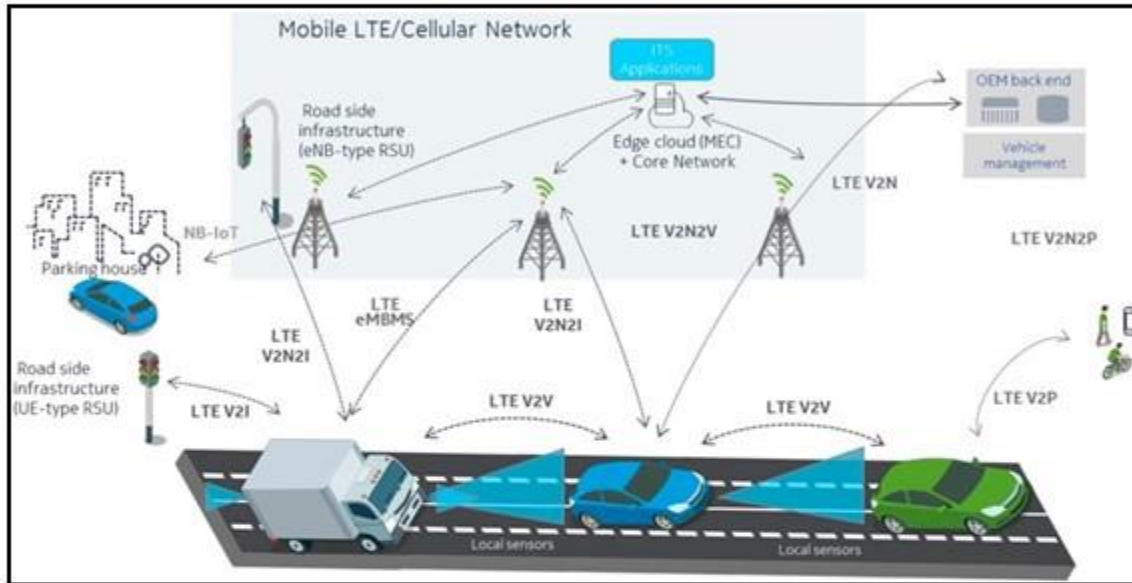 Mobile LTE/Cellular Network
ITS
Applications
OEM back end
Road side
infrastructure
(eNB-type RSU)
Edge cloud (MEC)
+ Core Network
Vehicle
management
LTE V2N
NB-IoT
LTE V2N2V
LTE V2N2P
Parking house
LTE
eMBMS
LTE
V2N2I
LTE
V2N2I
Road side
infrastructure
(UE-type RSU)
LTE V2I
LTE V2V
LTE V2V
LTE V2P
Local sensors
Local sensors